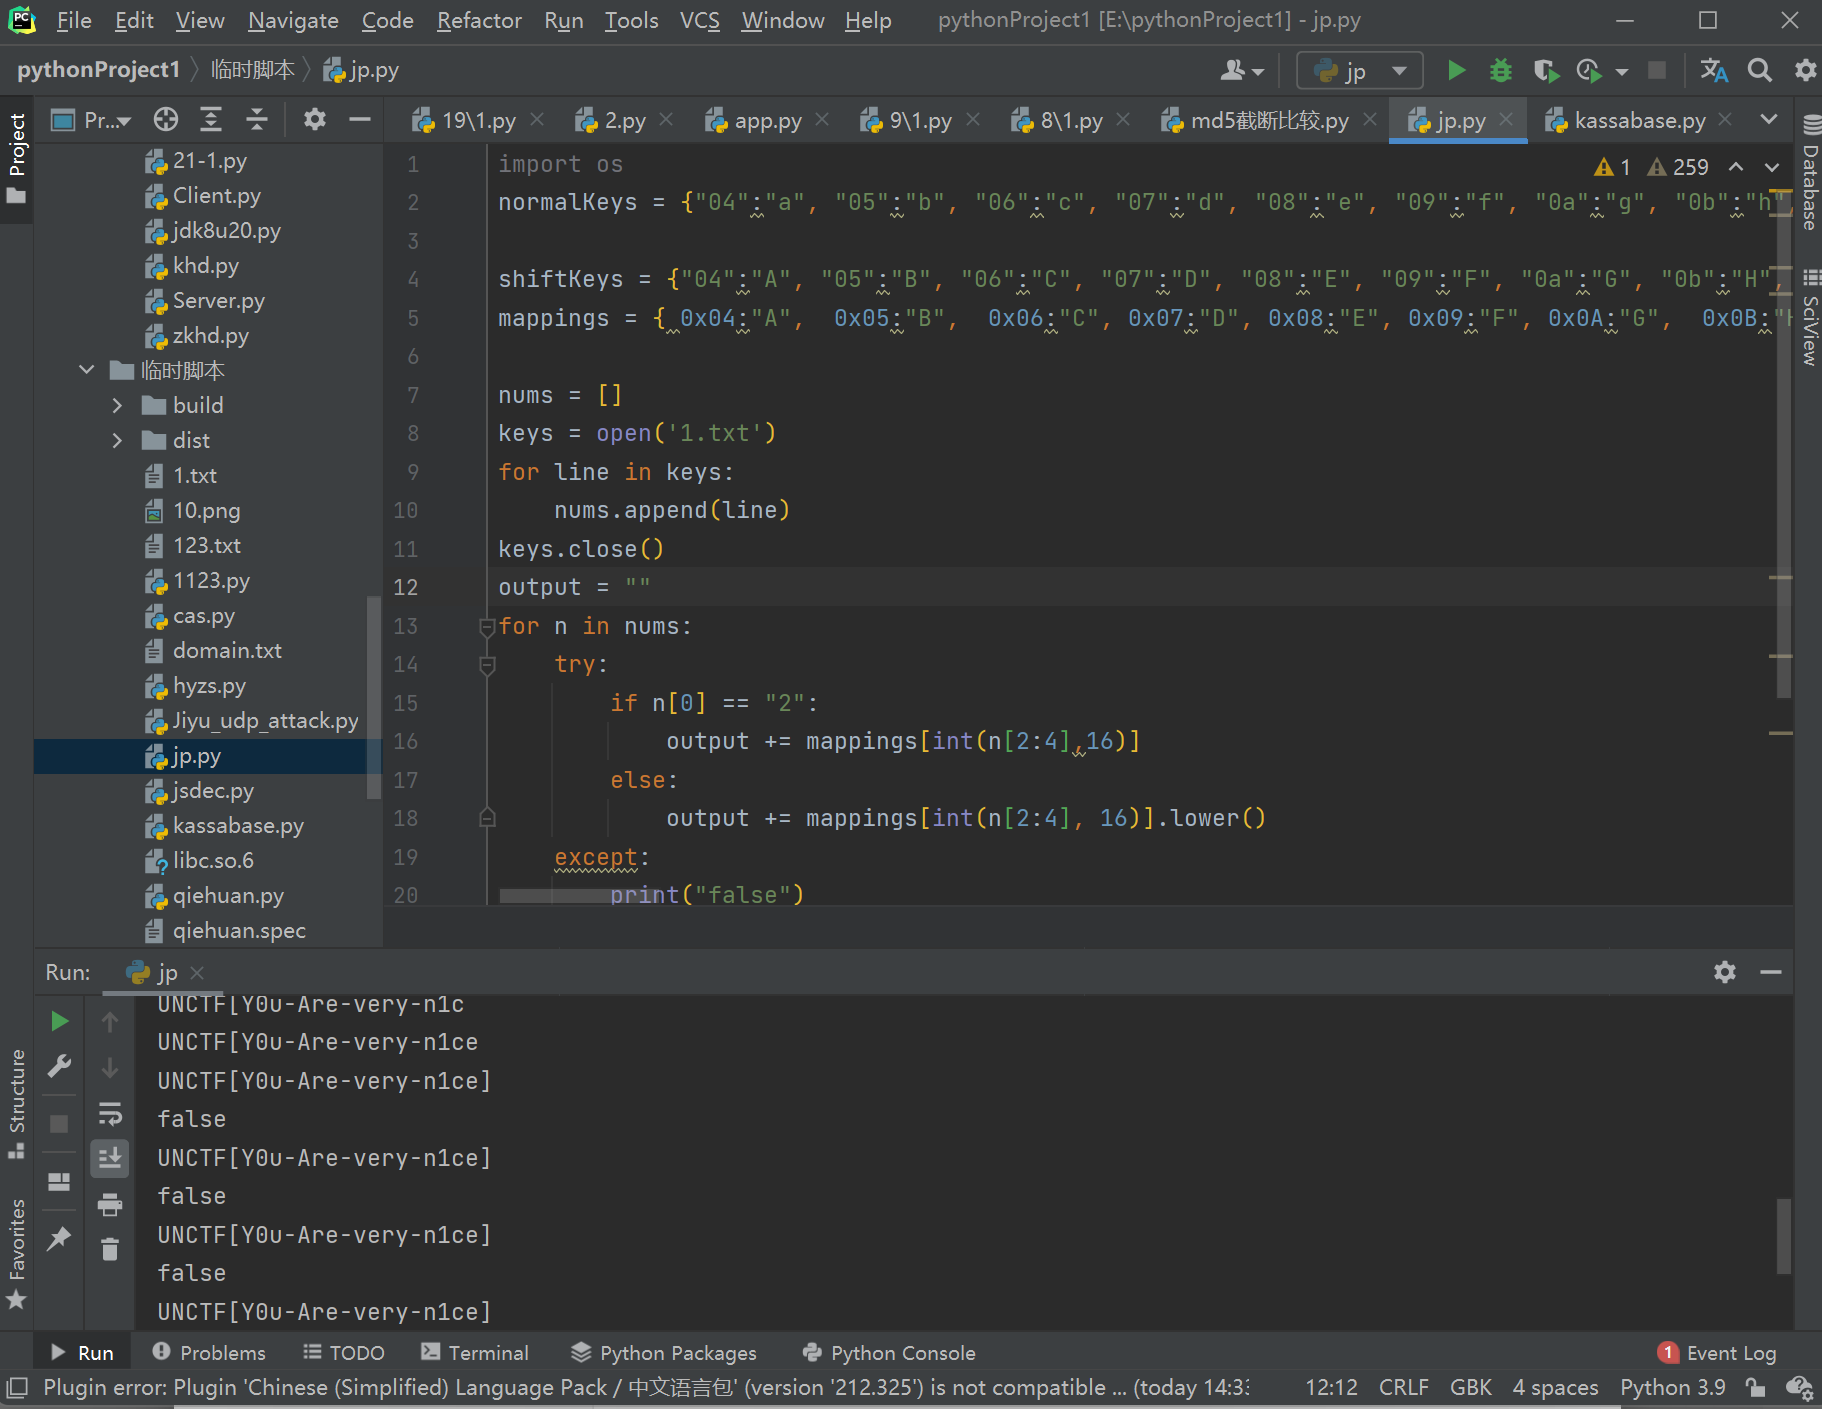 File Edit View Navigate Code Refactor Run Tools VCS Window Help pythonProject1 [E:\pythonProject1] - jp.py
pythonProject1 临时脚本 jp.py jp
Project
Pr... 19\1.py 2.py app.py 9\1.py 8\1.py md5截断比较.py jp.py kassabase.py
21-1.py
Client.py
jdk8u20.py
khd.py
Server.py
zkhd.py
临时脚本
build
dist
1.txt
10.png
123.txt
1123.py
cas.py
domain.txt
hyzs.py
Jiyu_udp_attack.py
jp.py
jsdec.py
kassabase.py
libc.so.6
qiehuan.py
qiehuan.spec
1 import os
1 259
2 normalKeys = {"04":"a", "05":"b", "06":"c", "07":"d", "08":"e", "09":"f", "0a":"g", "0b":"h",
3
4 shiftKeys = {"04":"A", "05":"B", "06":"C", "07":"D", "08":"E", "09":"F", "0a":"G", "0b":"H",
5 mappings = { 0x04:"A",  0x05:"B",  0x06:"C", 0x07:"D", 0x08:"E", 0x09:"F", 0x0A:"G",  0x0B:"H
6
7 nums = []
8 keys = open('1.txt')
9 for line in keys:
10     nums.append(line)
11 keys.close()
12 output = ""
13 for n in nums:
14     try:
15         if n[0] == "2":
16             output += mappings[int(n[2:4],16)]
17         else:
18             output += mappings[int(n[2:4], 16)].lower()
19     except:
20         print("false")
Database
SciView
Run: jp
UNCTF[Y0u-Are-very-n1c
UNCTF[Y0u-Are-very-n1ce
UNCTF[Y0u-Are-very-n1ce]
false
UNCTF[Y0u-Are-very-n1ce]
false
UNCTF[Y0u-Are-very-n1ce]
false
UNCTF[Y0u-Are-very-n1ce]
Structure
Favorites
Run Problems TODO Terminal Python Packages Python Console 1 Event Log
Plugin error: Plugin 'Chinese (Simplified) Language Pack / 中文语言包' (version '212.325') is not compatible ... (today 14:33 12:12 CRLF GBK 4 spaces Python 3.9